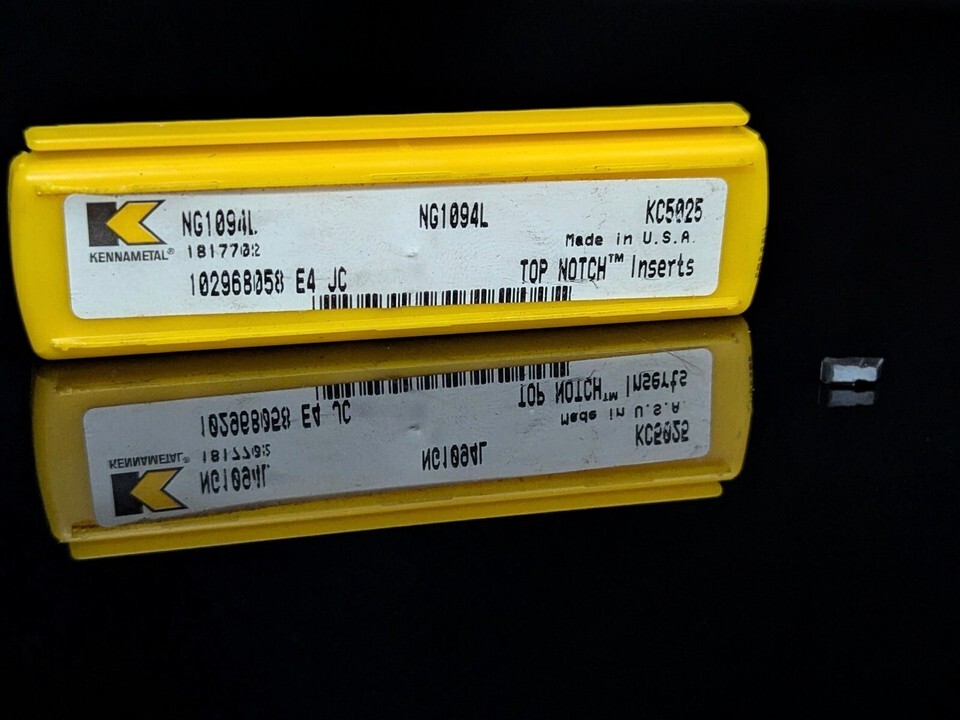 NG1094L NG1094L KC5025
KENNAMETAL® 1817702 Made in U.S.A.
102968058 E4 JC TOP NOTCH™ Inserts